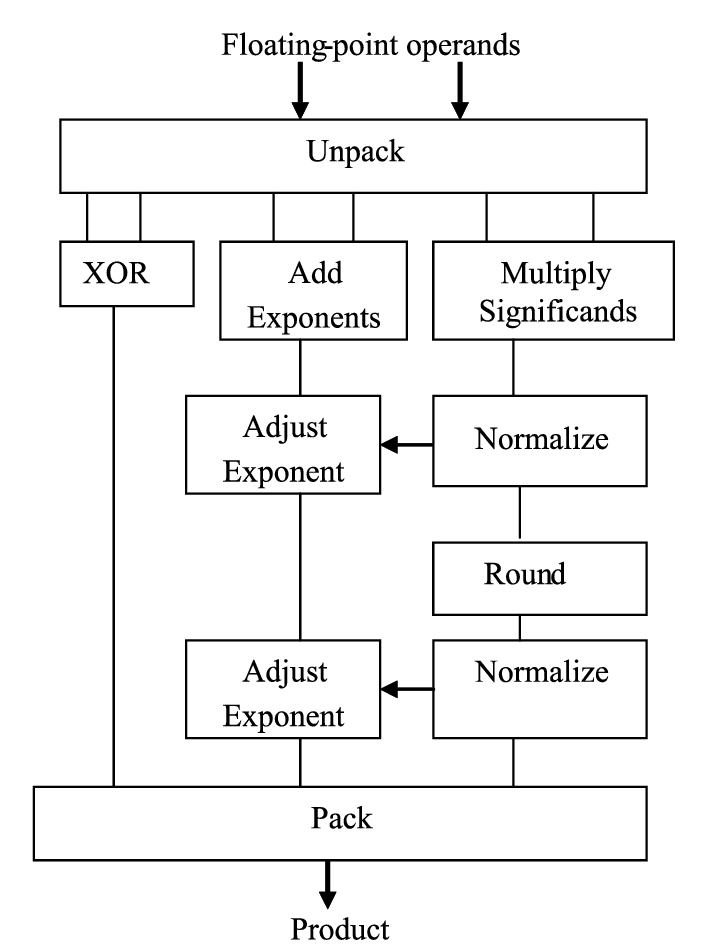 Floating-point operands
Unpack
XOR
Add
Exponents
Multiply
Significands
Adjust
Exponent
Normalize
Round
Adjust
Exponent
Normalize
Pack
Product